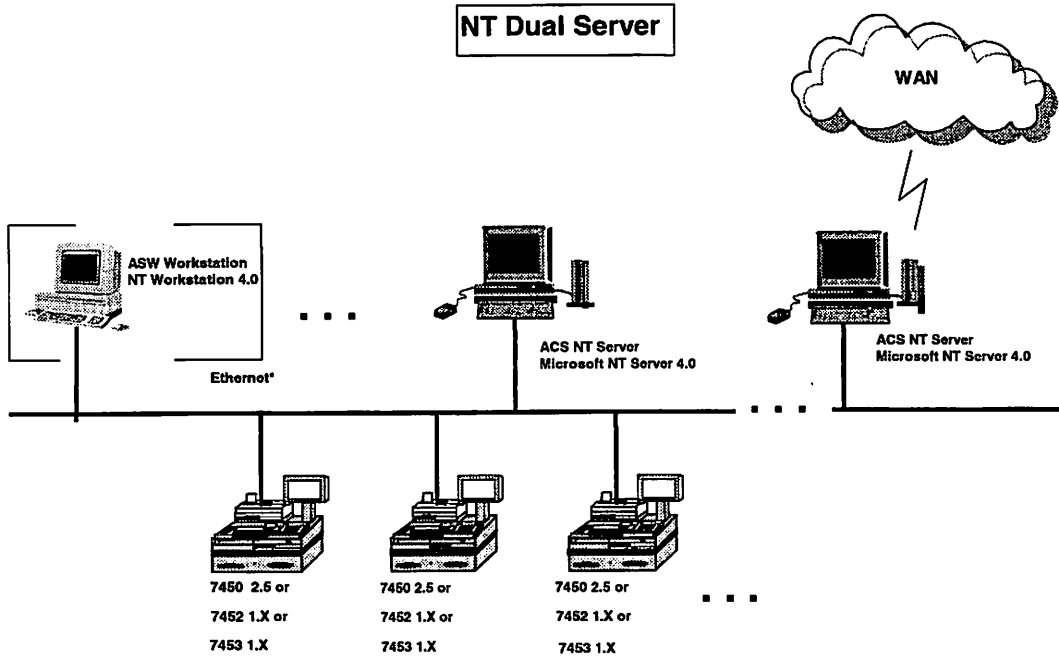 NT Dual Server
WAN
ASW Workstation
NT Workstation 4.0
ACS NT Server
Microsoft NT Server 4.0
ACS NT Server
Microsoft NT Server 4.0
Ethernet*
7450 2.5 or
7452 1.X or
7453 1.X
7450 2.5 or
7452 1.X or
7453 1.X
7450 2.5 or
7452 1.X or
7453 1.X